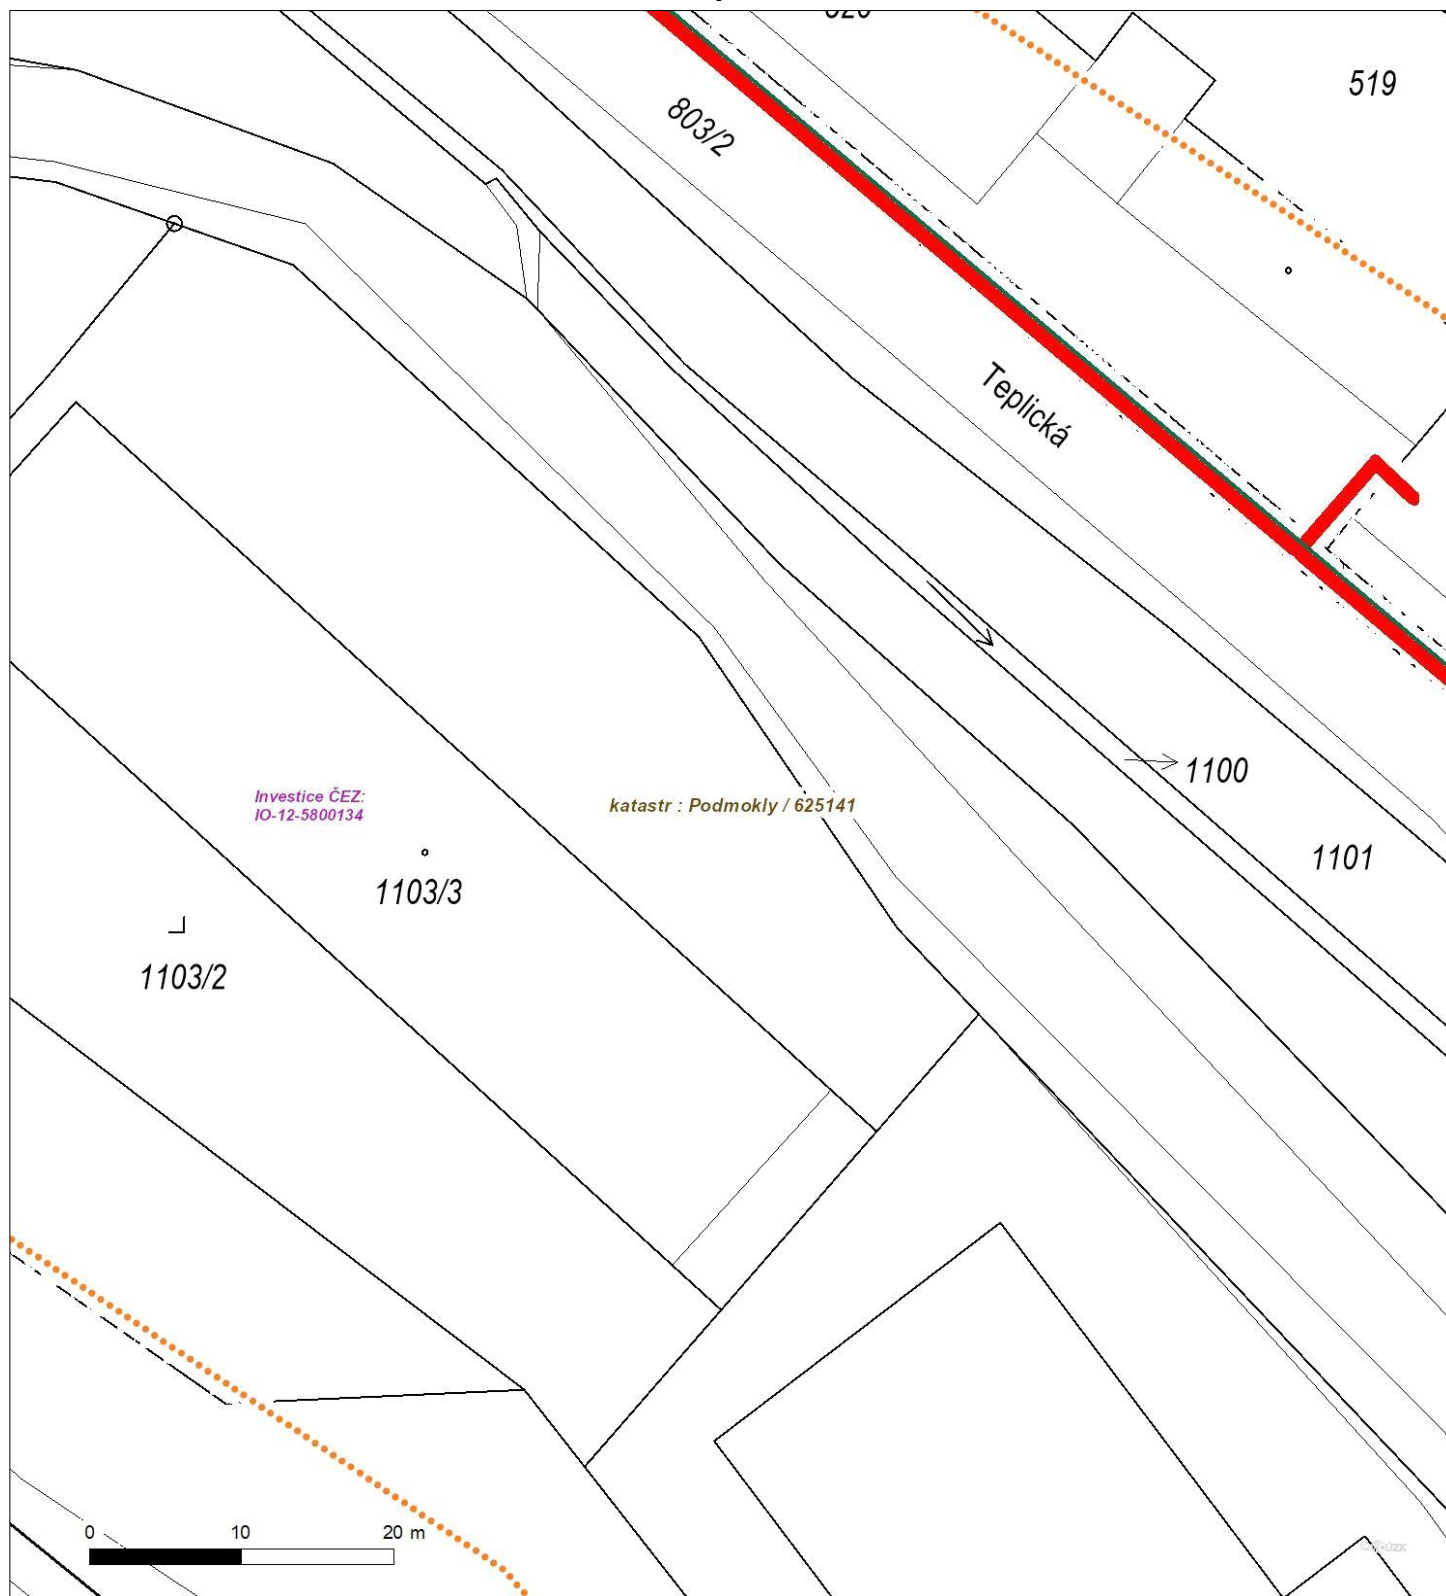 519
803/2
Teplická
1100
Investice ČEZ:
IO-12-5800134
katastr : Podmokly / 625141
1101
1103/3
1103/2
0 10 20 m